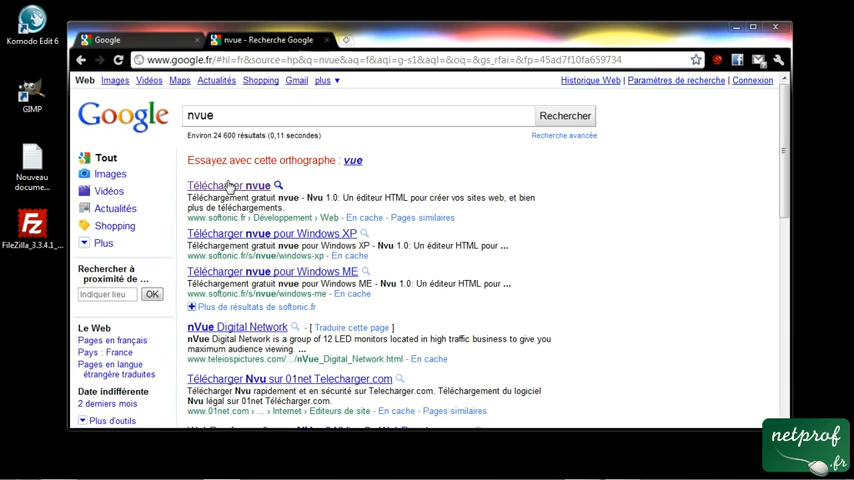 Komodo Edit 6
GIMP
Nouveau
docume...
FileZilla_3.3.4.1_...
Google
nvue - Recherche Google
www.google.fr/#hl=fr&source=hp&q=nvue&aq=f&aqi=g-s1&aql=&oq=&gs_rfai=&fp=45ad7f10fa659734
Web Images Vidéos Maps Actualités Shopping Gmail plus ▼
Historique Web | Paramètres de recherche | Connexion
Google
nvue
Rechercher
Environ 24 600 résultats (0,11 secondes)
Recherche avancée
Tout
Images
Vidéos
Actualités
Shopping
Plus
Rechercher à
proximité de ...
Indiquer lieu OK
Le Web
Pages en français
Pays : France
Pages en langue
étrangère traduites
Date indifférente
2 derniers mois
Plus d'outils
Essayez avec cette orthographe : vue
Télécharger nvue
Téléchargement gratuit nvue - Nvu 1.0: Un éditeur HTML pour créer vos sites web, et bien
plus de téléchargements.
www.softonic.fr › Développement › Web - En cache - Pages similaires
Télécharger nvue pour Windows XP
Téléchargement gratuit nvue pour Windows XP - Nvu 1.0: Un éditeur HTML pour ...
www.softonic.fr/s/nvue/windows-xp - En cache
Télécharger nvue pour Windows ME
Téléchargement gratuit nvue pour Windows ME - Nvu 1.0: Un éditeur HTML pour ...
www.softonic.fr/s/nvue/windows-me - En cache
Plus de résultats de softonic.fr
nVue Digital Network - [ Traduire cette page ]
nVue Digital Network is a group of 12 LED monitors located in high traffic business to give you
maximum audience viewing. ...
www.teleiospictures.com/.../nVue_Digital_Network.html - En cache
Télécharger Nvu sur 01net Telecharger.com
Télécharger Nvu rapidement et en sécurité sur Telecharger.com. Téléchargement du logiciel
Nvu légal sur 01net Télécharger.com.
www.01net.com › ... › Internet › Editeurs de site - En cache - Pages similaires
netprof
.fr